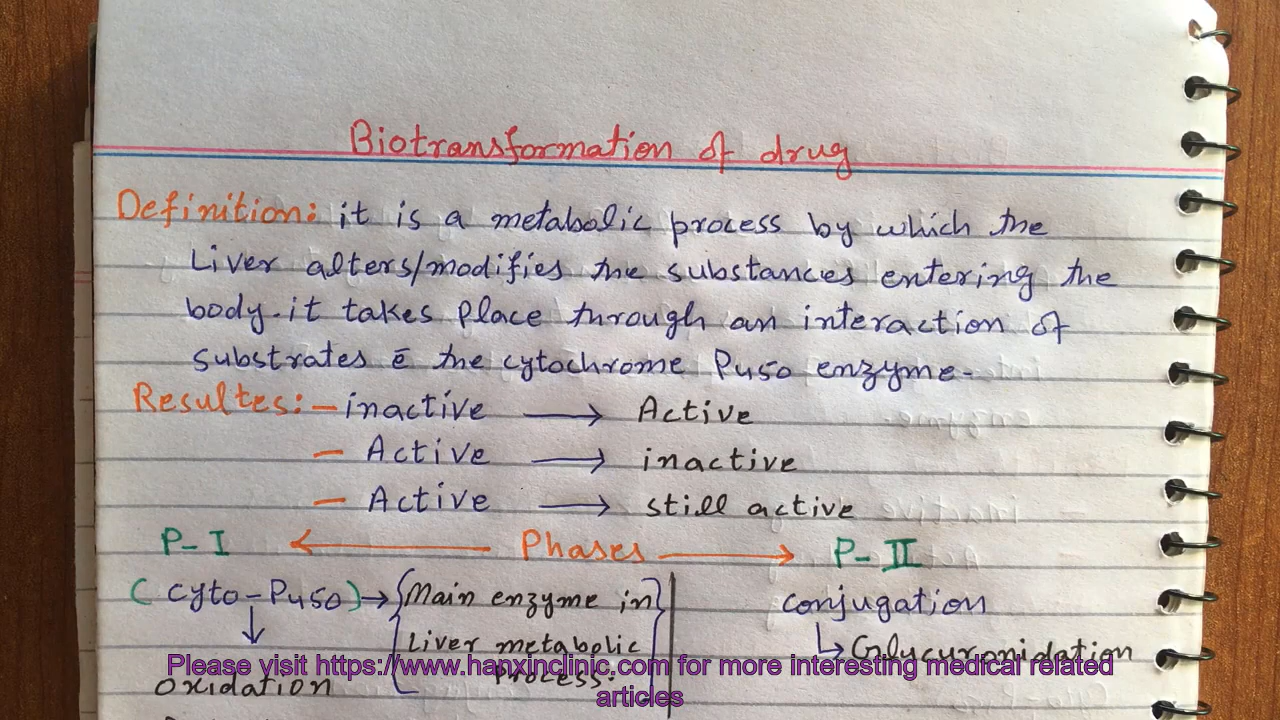 Biotransformation of drug
Definition: it is a metabolic process by which the
Liver alters/modifies the substances entering the
body. it takes place through an interaction of
substrates c̄ the cytochrome P450 enzyme.
Resultes: - inactive → Active
- Active → inactive
- Active → still active
P-I ← Phases → P-II
(cyto-P450) → {Main enzyme in} conjugation
↓ Liver metabolic ↳ Glycuronidation
Please visit https://www.hanxinclinic.com for more interesting medical related
oxidation process.
articles